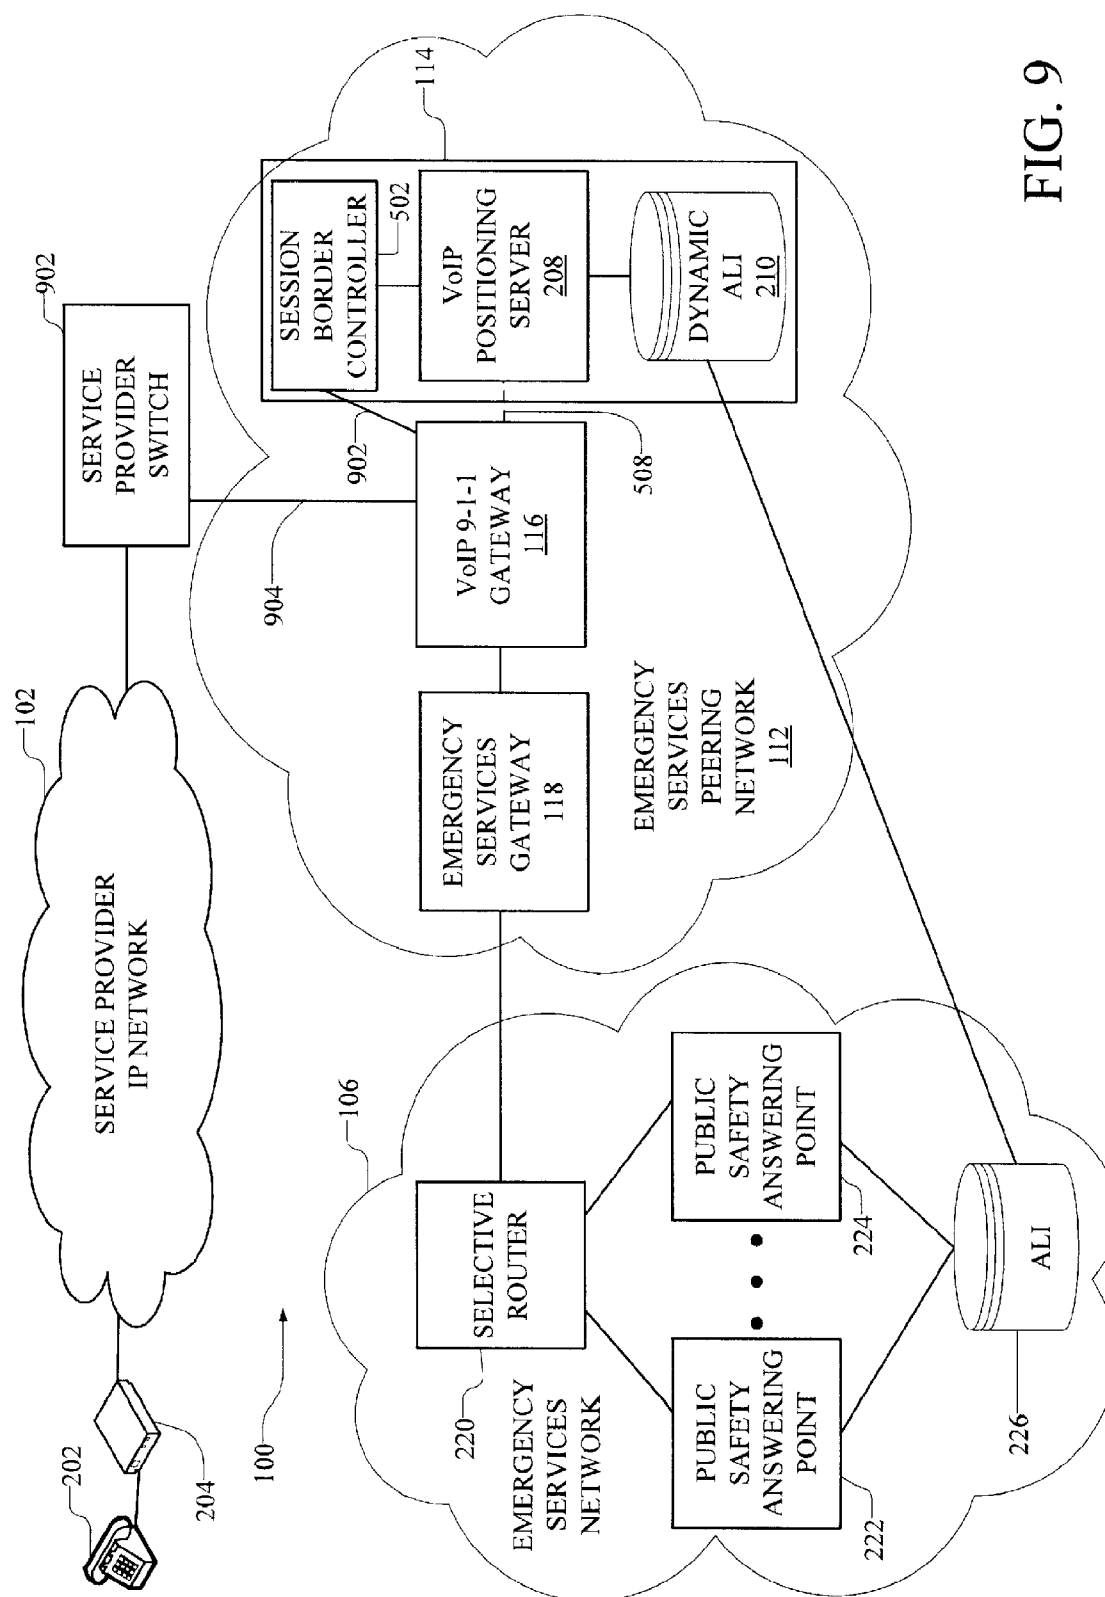 202
204
SERVICE PROVIDER
IP NETWORK
102
SERVICE
PROVIDER
SWITCH
902
100
904
902
SESSION
BORDER
CONTROLLER
502
114
VoIP
POSITIONING
SERVER
208
DYNAMIC
ALI
210
508
VoIP 9-1-1
GATEWAY
116
EMERGENCY
SERVICES
GATEWAY
118
EMERGENCY
SERVICES
PEERING
NETWORK
112
106
SELECTIVE
ROUTER
220
EMERGENCY
SERVICES
NETWORK
PUBLIC
SAFETY
ANSWERING
POINT
222
PUBLIC
SAFETY
ANSWERING
POINT
224
ALI
226
FIG. 9